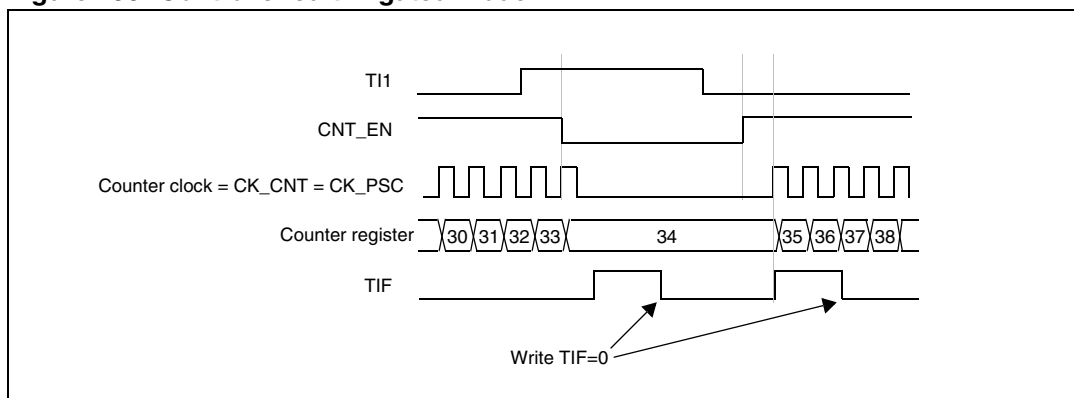 TI1
CNT_EN
Counter clock = CK_CNT = CK_PSC
Counter register
30 31 32 33 34 35 36 37 38
TIF
Write TIF=0